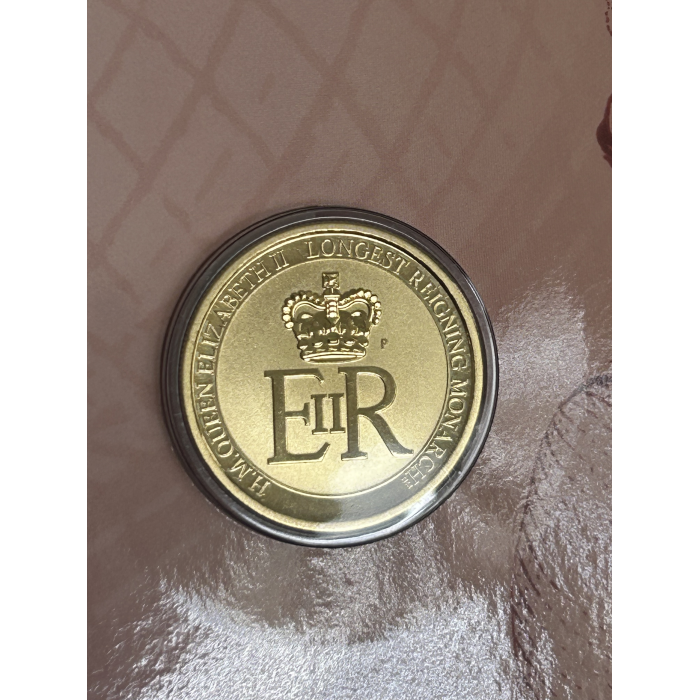 H.M.QUEEN ELIZABETH II LONGEST REIGNING MONARCH
P
EIIR